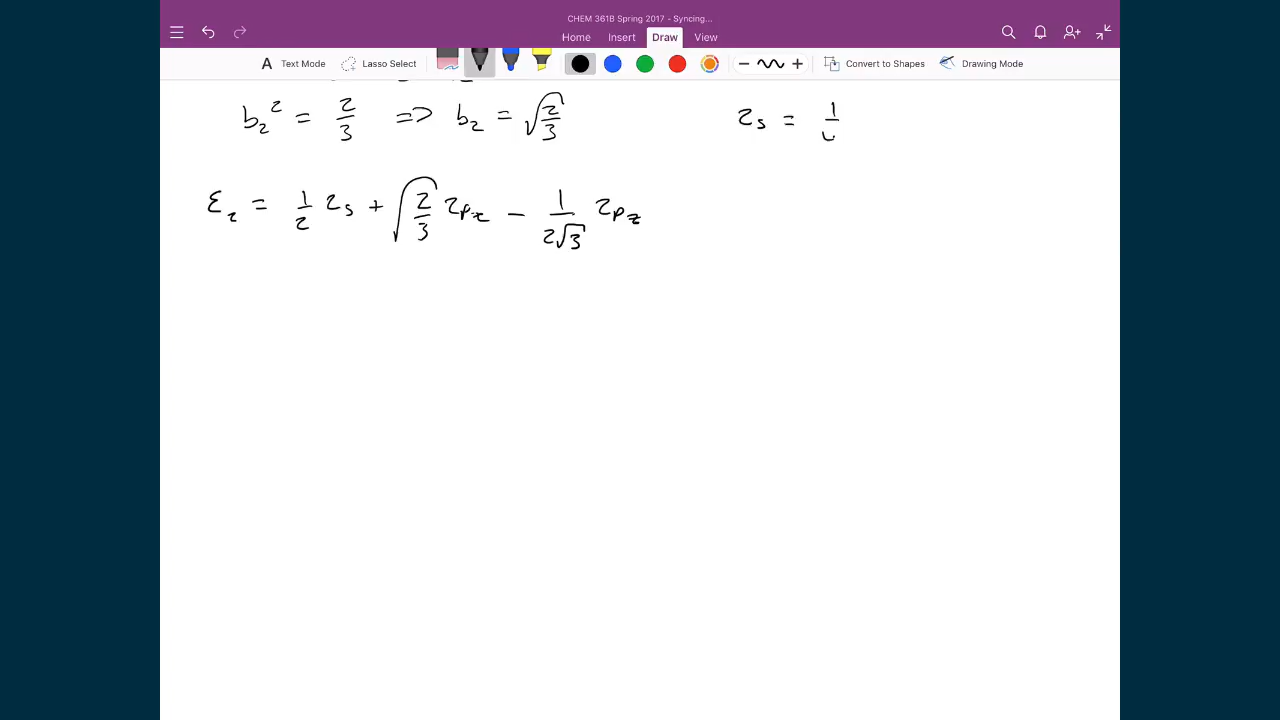 CHEM 361B Spring 2017 - Syncing...
Home Insert Draw View
A Text Mode Lasso Select Convert to Shapes Drawing Mode
b₂² = 2/3 => b₂ = √(2/3)
2s = 1/
ξ₂ = 1/2 2s + √(2/3) 2pₓ - 1/(2√3) 2p_z